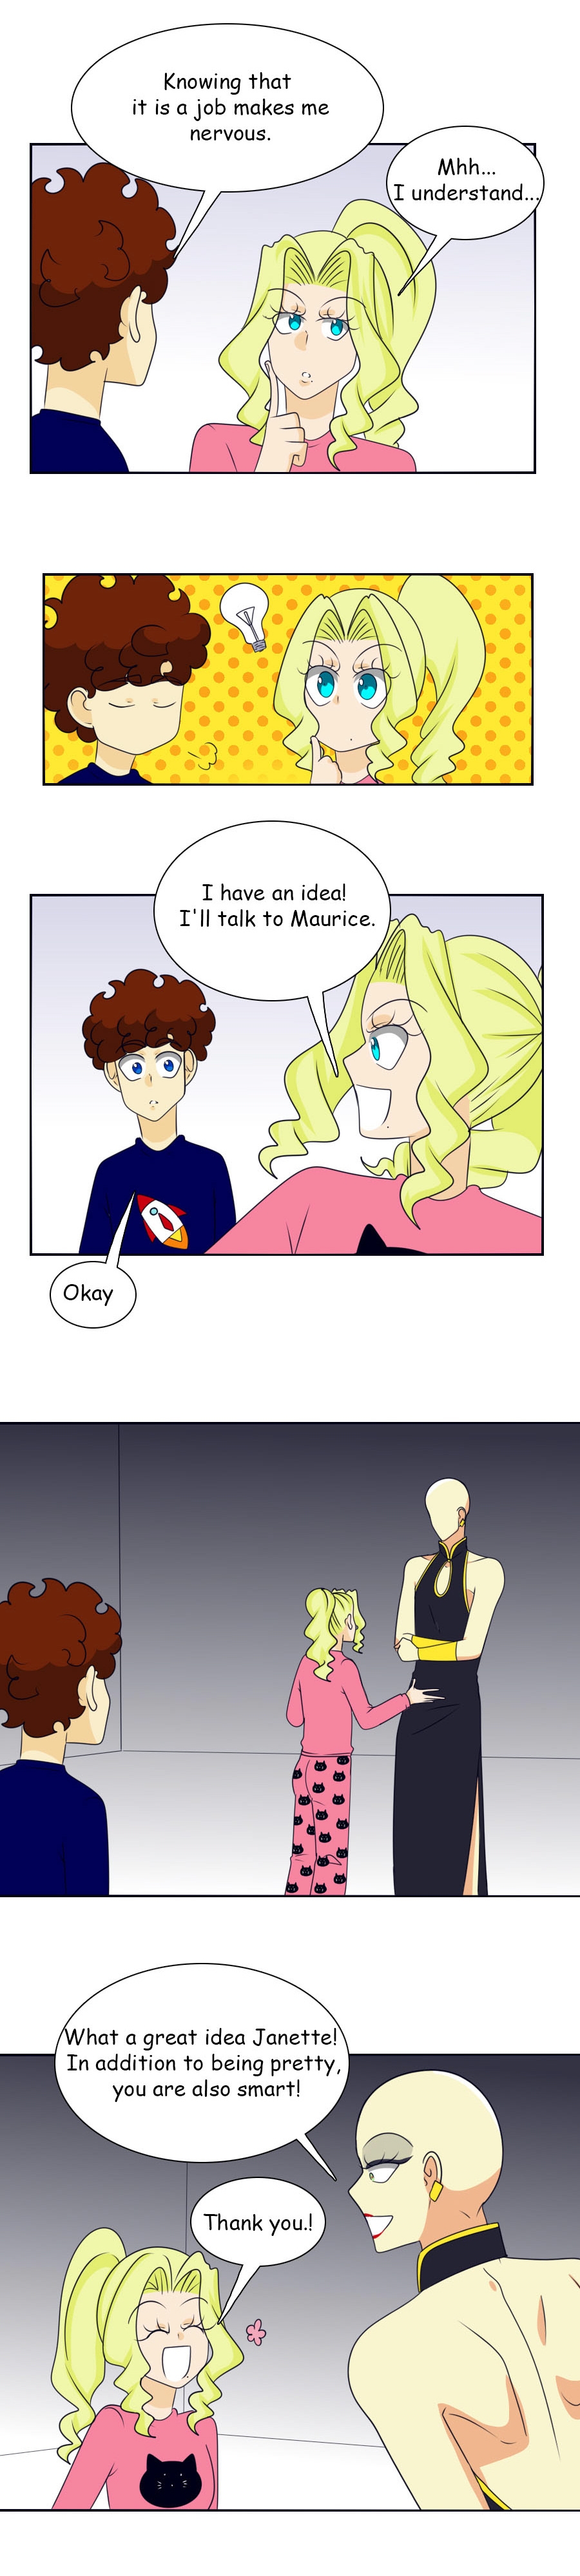 Knowing that
it is a job makes me
nervous.
Mhh...
I understand...
I have an idea!
I'll talk to Maurice.
Okay
What a great idea Janette!
In addition to being pretty,
you are also smart!
Thank you.!